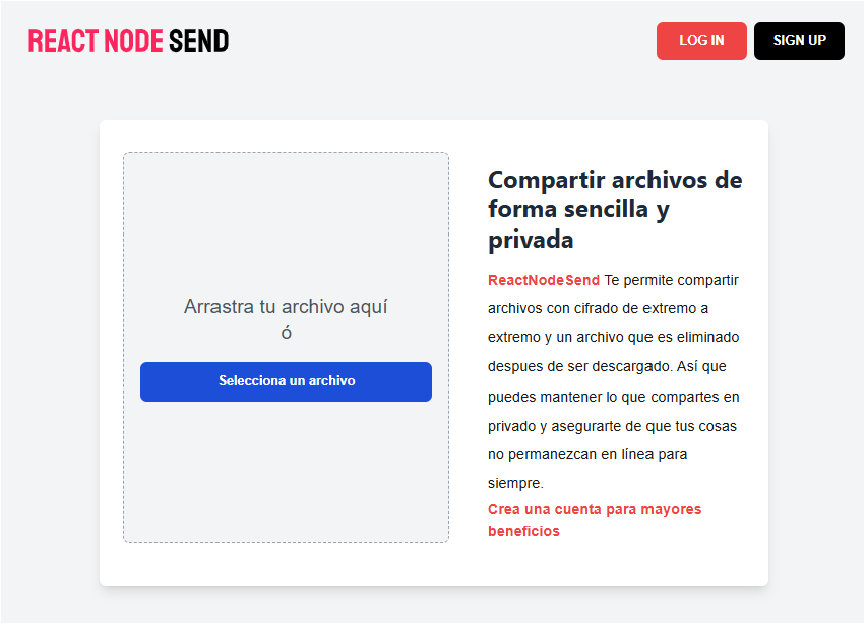 REACT NODE SEND
LOG IN
SIGN UP
Arrastra tu archivo aquí
ó
Selecciona un archivo
Compartir archivos de
forma sencilla y
privada
ReactNodeSend Te permite compartir
archivos con cifrado de extremo a
extremo y un archivo que es eliminado
despues de ser descargado. Así que
puedes mantener lo que compartes en
privado y asegurarte de que tus cosas
no permanezcan en línea para
siempre.
Crea una cuenta para mayores
beneficios